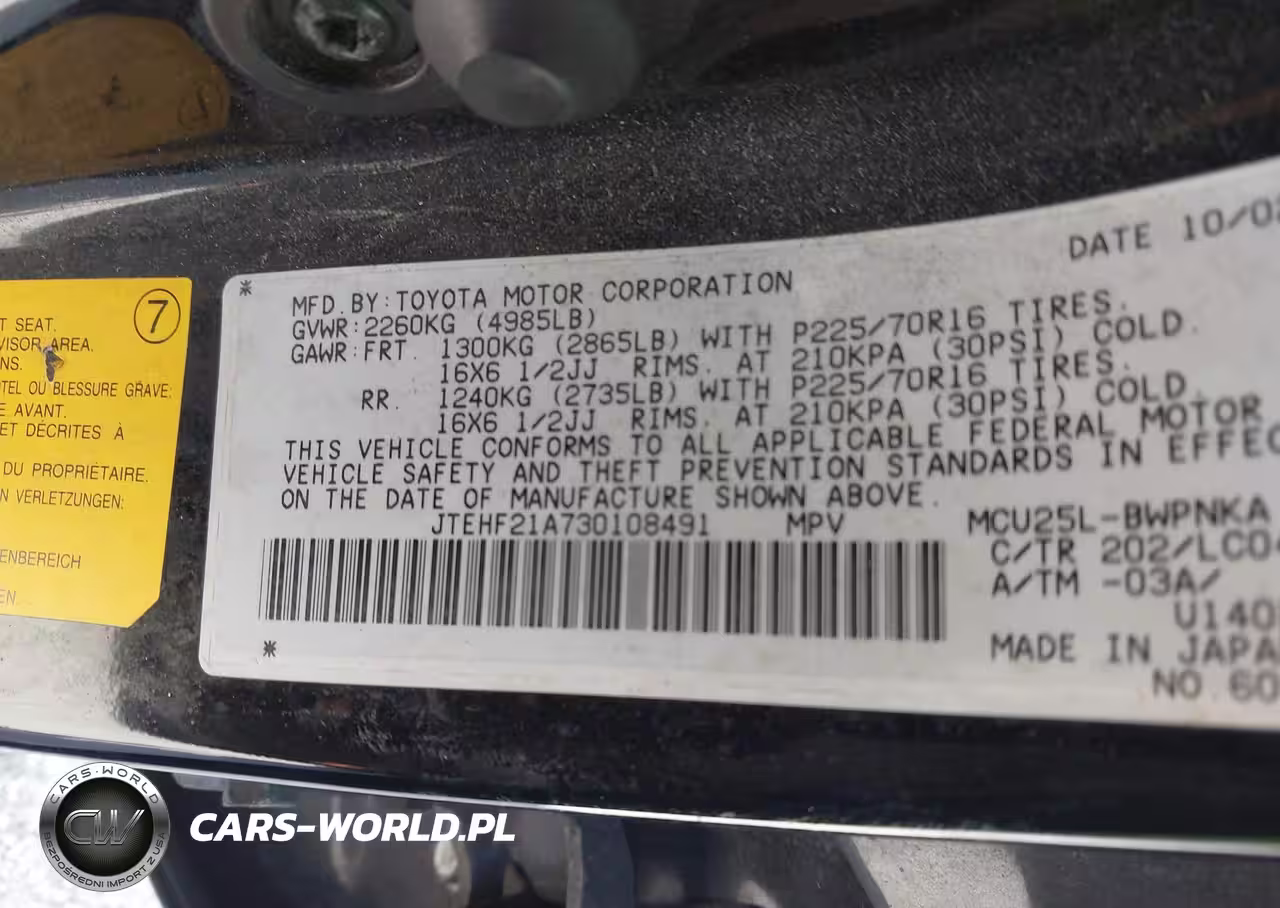 DATE 10/0
MFD.BY:TOYOTA MOTOR CORPORATION
GVWR:2260KG (4985LB)
GAWR:FRT. 1300KG (2865LB) WITH P225/70R16 TIRES.
16X6 1/2JJ RIMS. AT 210KPA (30PSI) COLD.
RR. 1240KG (2735LB) WITH P225/70R16 TIRES.
16X6 1/2JJ RIMS. AT 210KPA (30PSI) COLD.
THIS VEHICLE CONFORMS TO ALL APPLICABLE FEDERAL MOTOR
VEHICLE SAFETY AND THEFT PREVENTION STANDARDS IN EFFEC
ON THE DATE OF MANUFACTURE SHOWN ABOVE.
JTEHF21A730108491 MPV MCU25L-BWPNKA
C/TR 202/LC0
A/TM -03A/
U140
MADE IN JAPA
NO.60
7
T SEAT.
VISOR AREA.
NS.
TEL OU BLESSURE GRAVE:
E AVANT.
ET DÉCRITES À
DU PROPRIÉTAIRE.
N VERLETZUNGEN:
ENBEREICH
EN.
CARS-WORLD
CW
BEZPOŚREDNI IMPORT Z USA
CARS-WORLD.PL